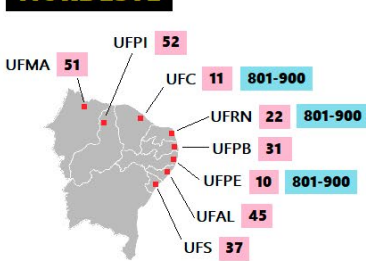 UFPI 52
UFMA 51
UFC 11 801-900
UFRN 22 801-900
UFPB 31
UFPE 10 801-900
UFAL 45
UFS 37